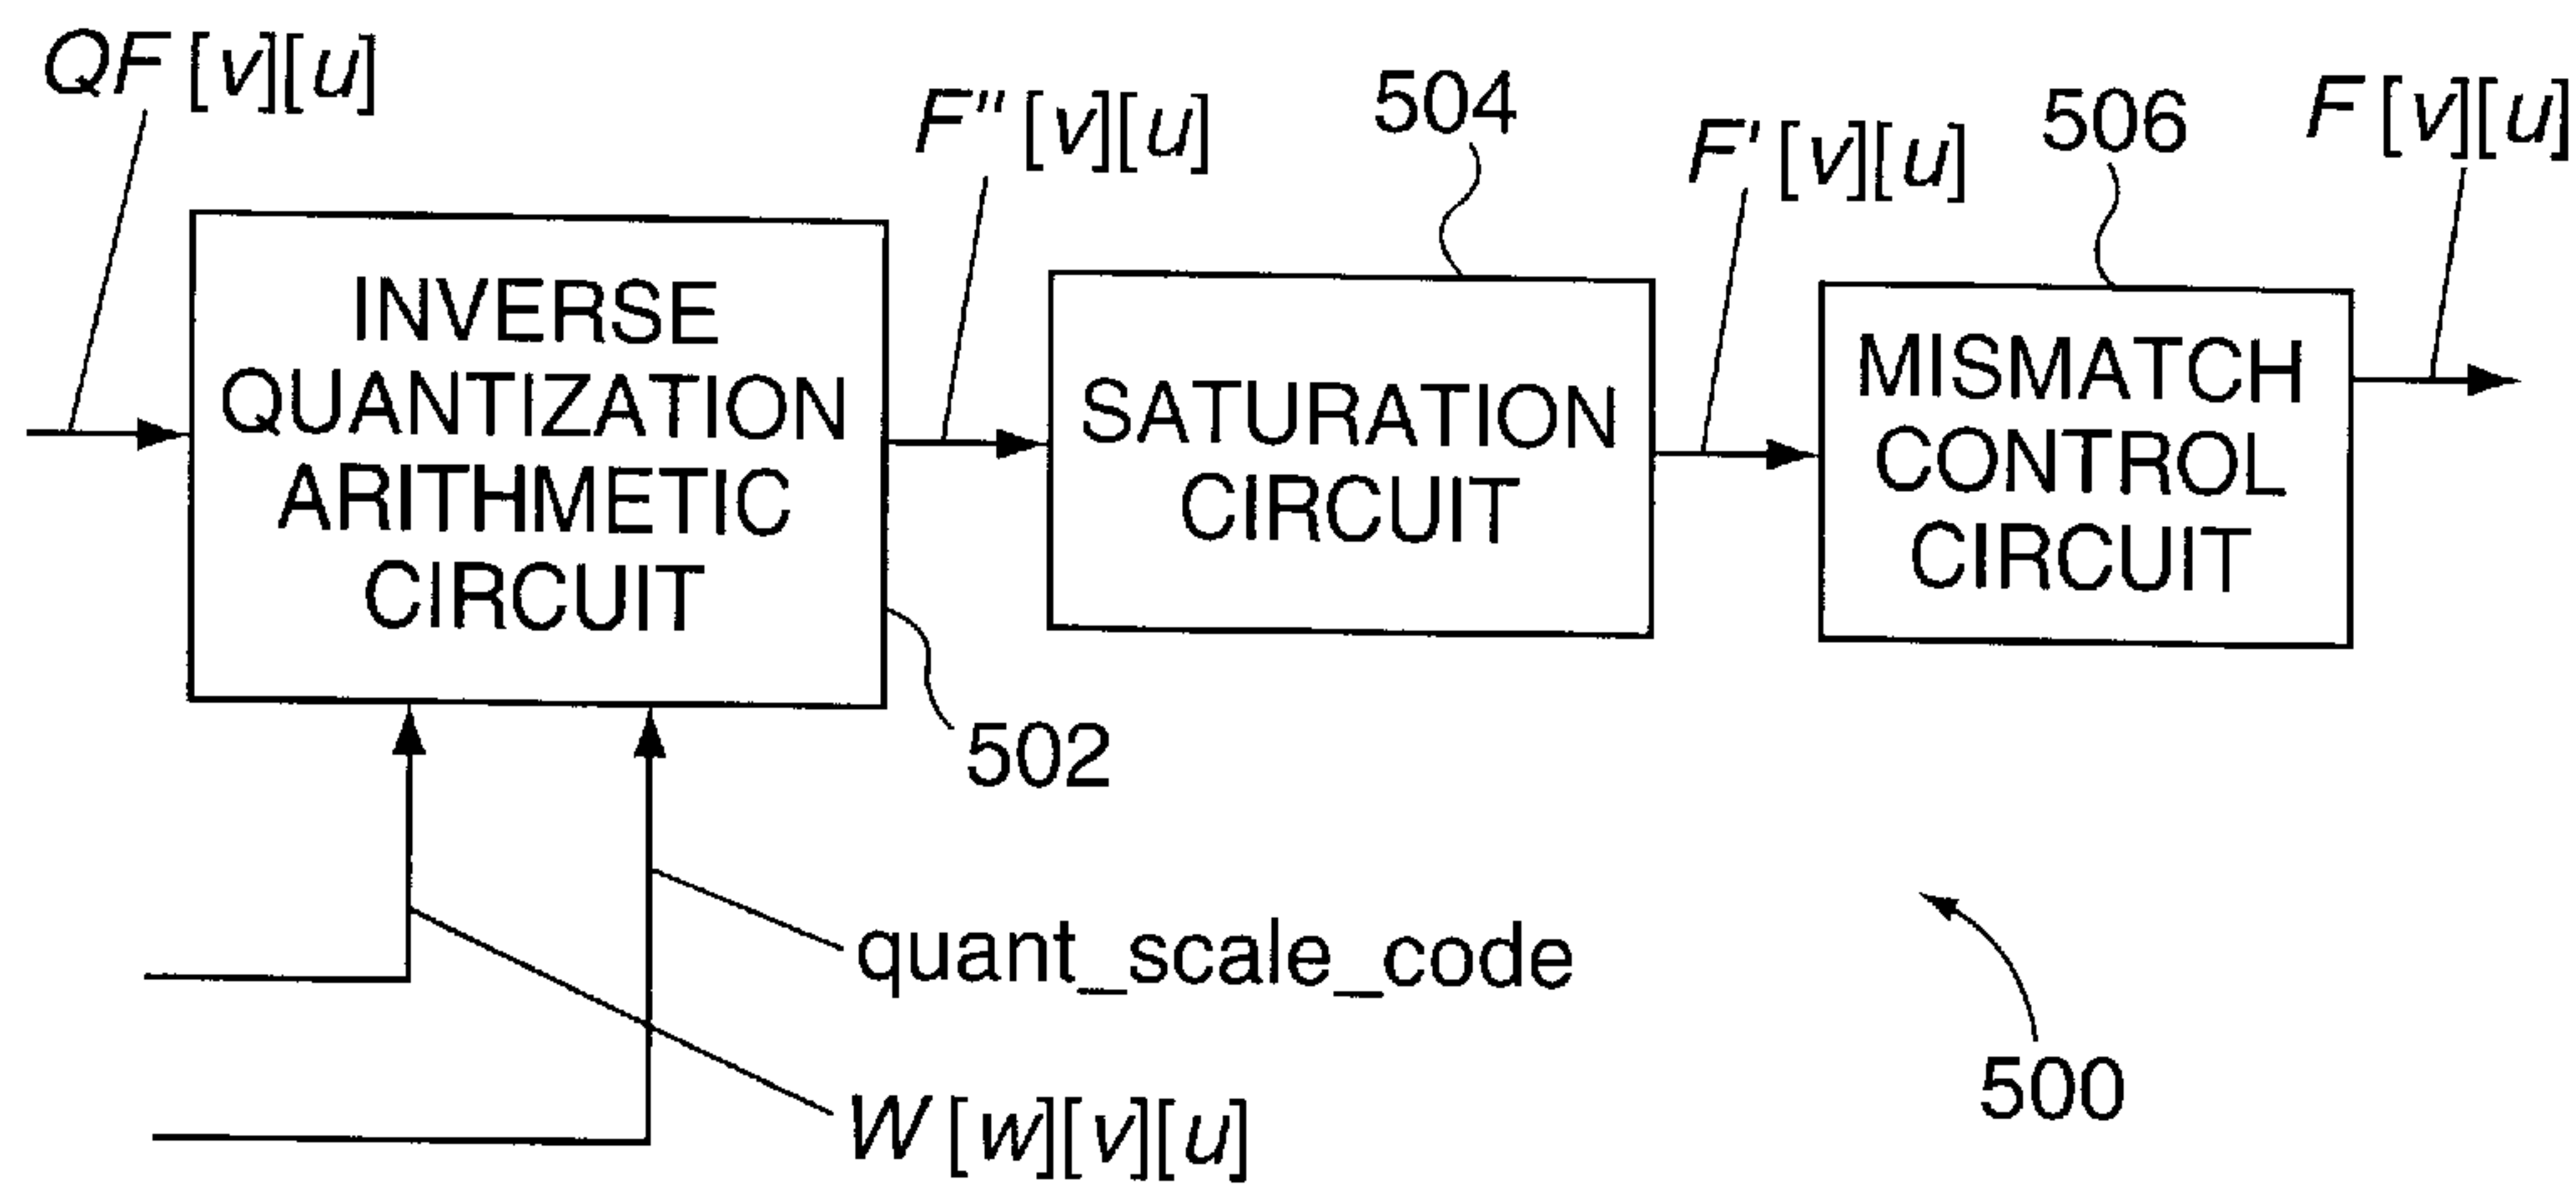 QF [v][u]
F" [v][u]
504
F' [v][u]
506
F [v][u]
INVERSE
QUANTIZATION
ARITHMETIC
CIRCUIT
SATURATION
CIRCUIT
MISMATCH
CONTROL
CIRCUIT
502
quant_scale_code
W [w][v][u]
500